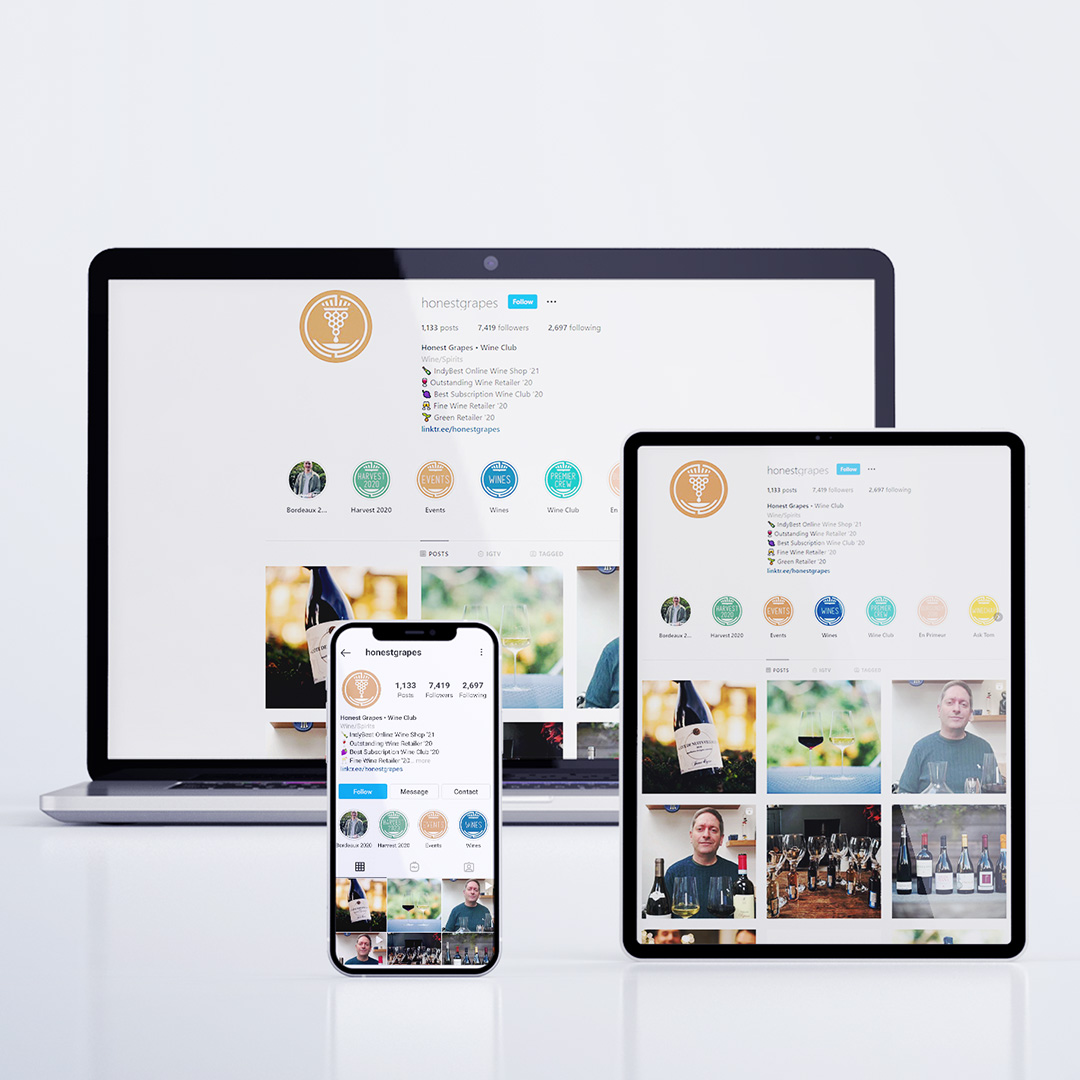 honestgrapes Follow
1,133 posts 7,419 followers 2,697 following
Honest Grapes • Wine Club
Wine/Spirits
IndyBest Online Wine Shop '21
Outstanding Wine Retailer '20
Best Subscription Wine Club '20
Fine Wine Retailer '20
Green Retailer '20
linktr.ee/honestgrapes
HARVEST 2020 EVENTS WINES PREMIER CREW
Bordeaux 2... Harvest 2020 Events Wines Wine Club En
POSTS IGTV TAGGED
honestgrapes Follow
1,133 posts 7,419 followers 2,697 following
Honest Grapes • Wine Club
Wine/Spirits
IndyBest Online Wine Shop '21
Outstanding Wine Retailer '20
Best Subscription Wine Club '20
Fine Wine Retailer '20
Green Retailer '20
linktr.ee/honestgrapes
HARVEST 2020 EVENTS WINES PREMIER CREW
Bordeaux 2... Harvest 2020 Events Wines Wine Club En Primeur Ask Tom
POSTS IGTV TAGGED
honestgrapes
1,133 7,419 2,697
Posts Followers Following
Honest Grapes • Wine Club
Wine/Spirits
IndyBest Online Wine Shop '21
Outstanding Wine Retailer '20
Best Subscription Wine Club '20
Fine Wine Retailer '20... more
linktr.ee/honestgrapes
Follow Message Contact
HARVEST 2020 EVENTS WINES
Bordeaux 2020 Harvest 2020 Events Wines